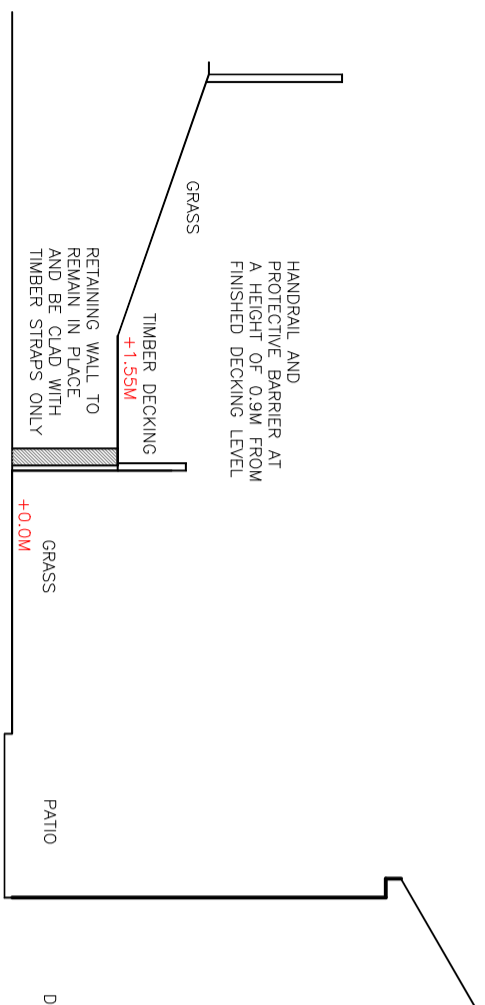 GRASS
HANDRAIL AND
PROTECTIVE BARRIER AT
A HEIGHT OF 0.9M FROM
FINISHED DECKING LEVEL
TIMBER DECKING
+1.55M
RETAINING WALL TO
REMAIN IN PLACE
AND BE CLAD WITH
TIMBER STRAPS ONLY
GRASS
+0.0M
PATIO
D